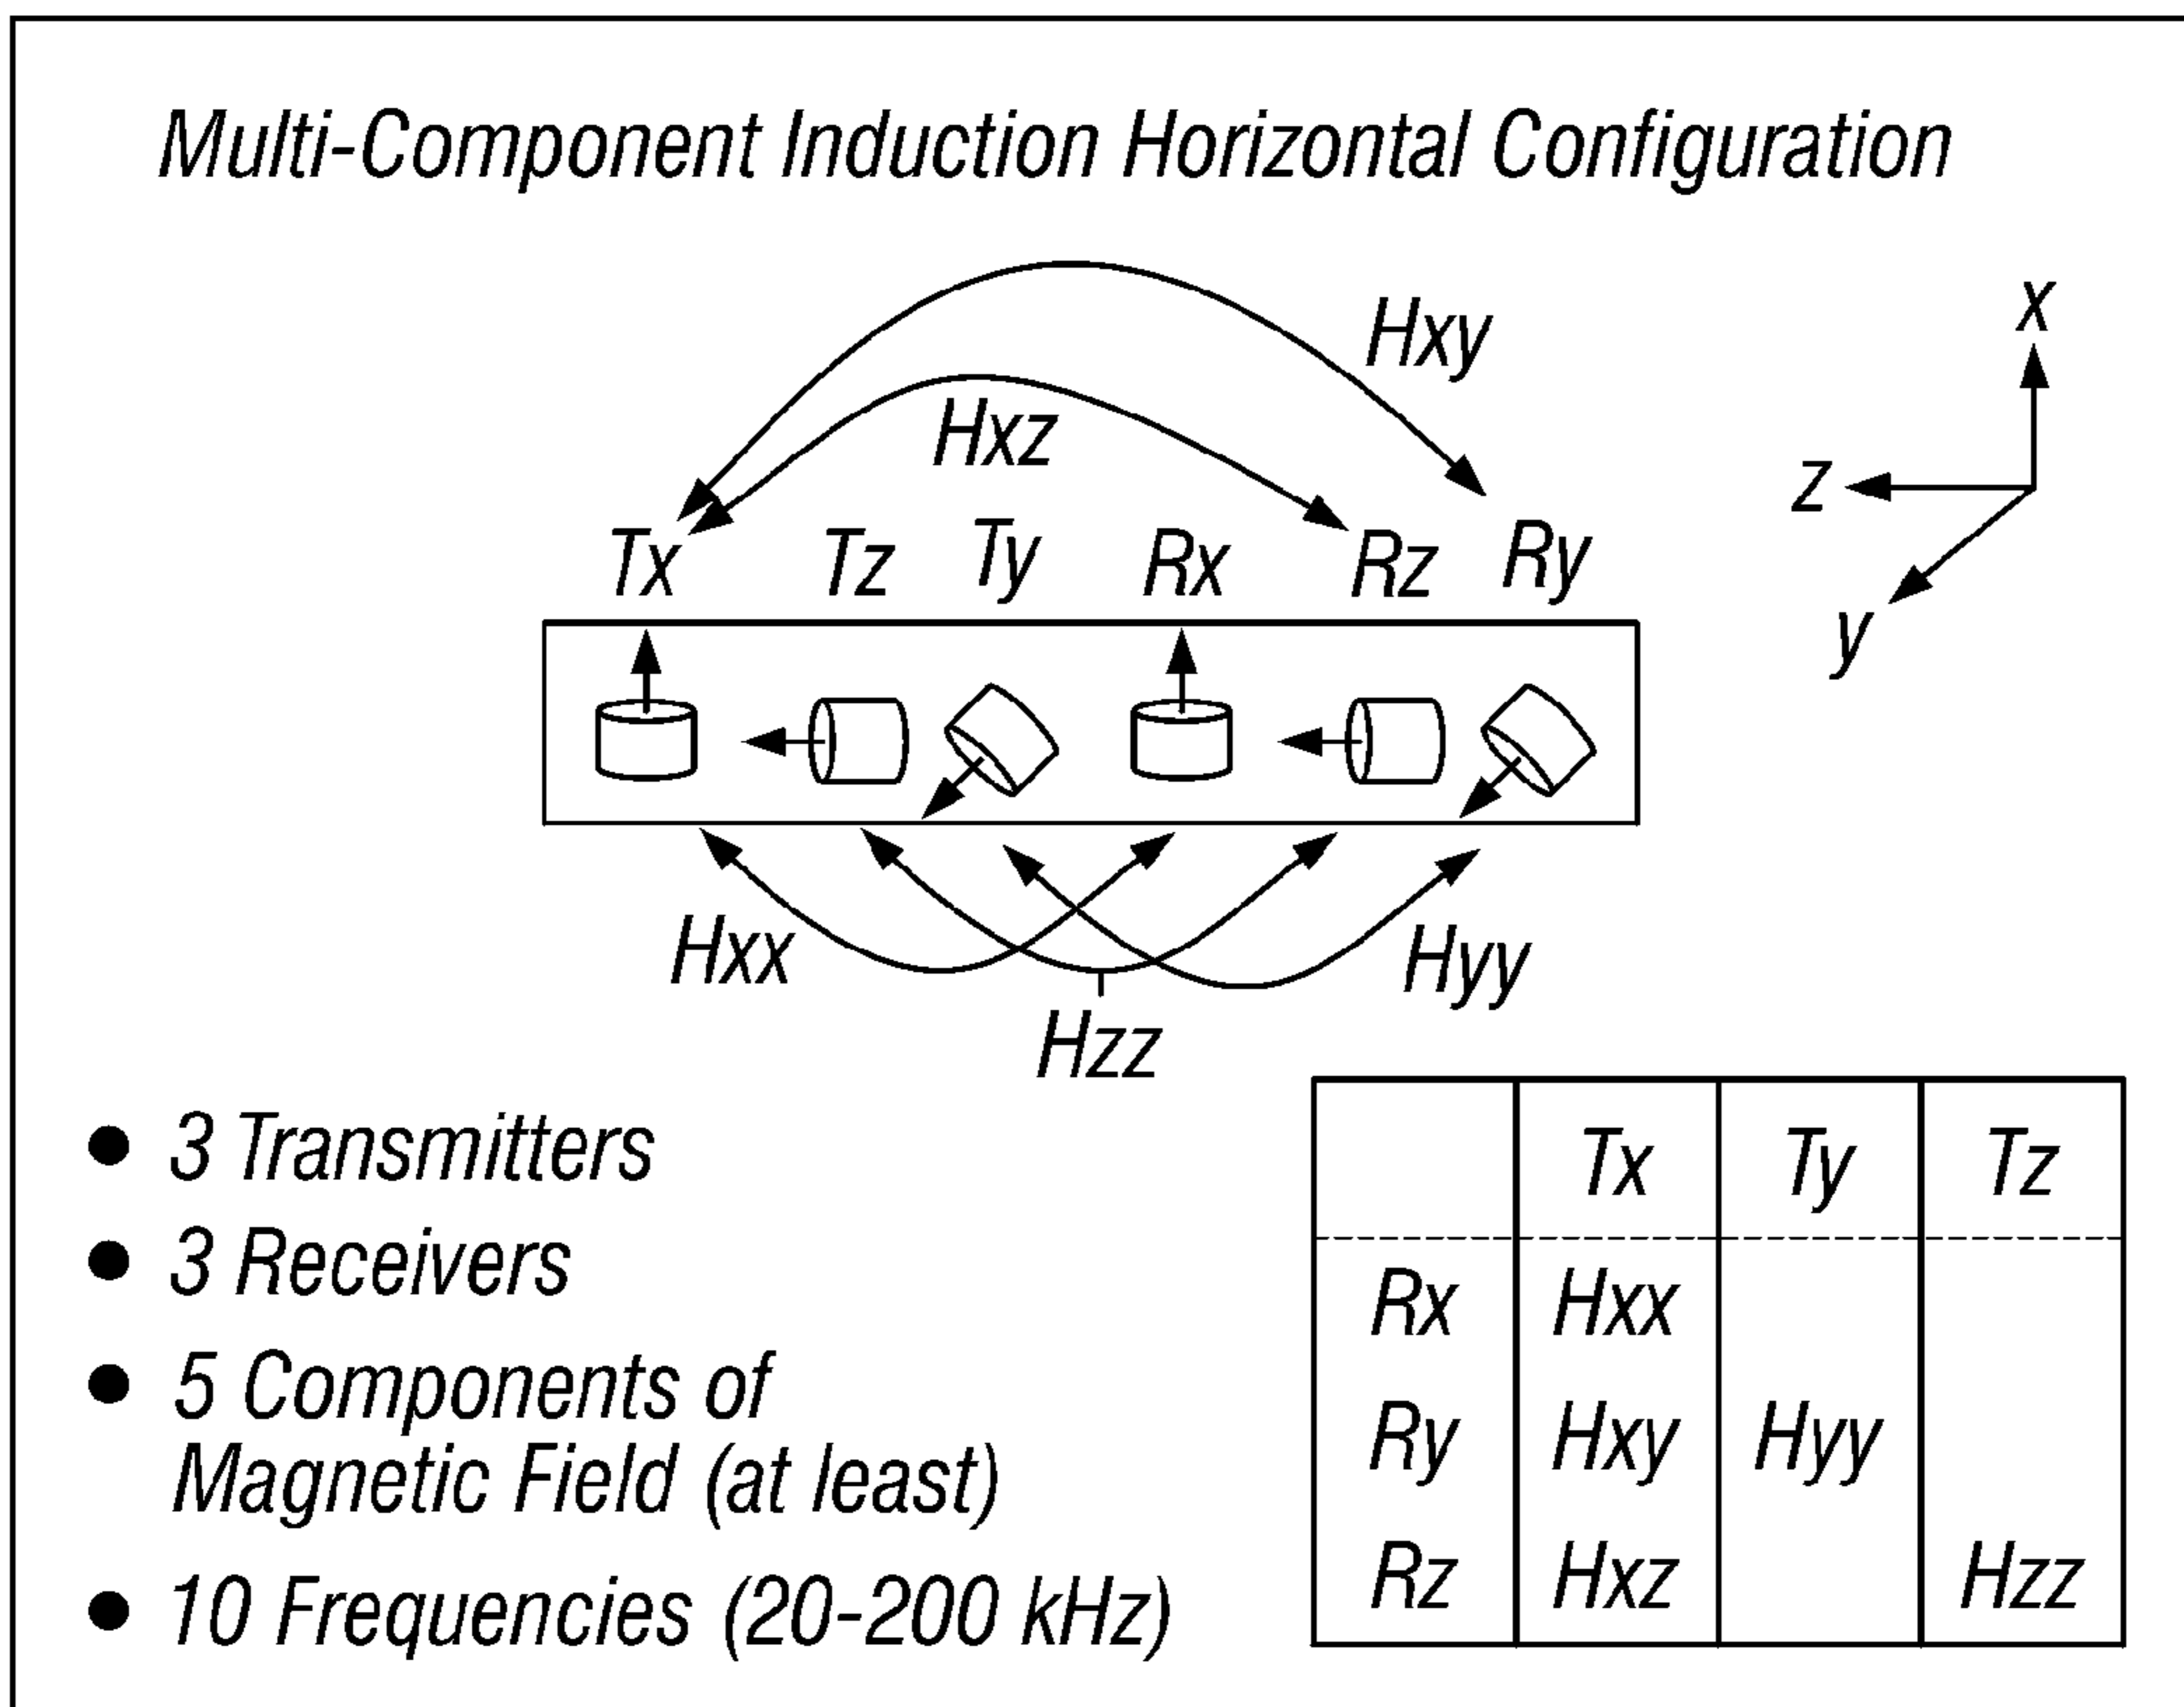 Multi-Component Induction Horizontal Configuration
Hxy
x
Hxz
z
Tx Tz Ty Rx Rz Ry
y
Hxx
Hyy
Hzz
• 3 Transmitters
• 3 Receivers
• 5 Components of
Magnetic Field (at least)
• 10 Frequencies (20-200 kHz)
Tx Ty Tz
Rx Hxx
Ry Hxy Hyy
Rz Hxz Hzz